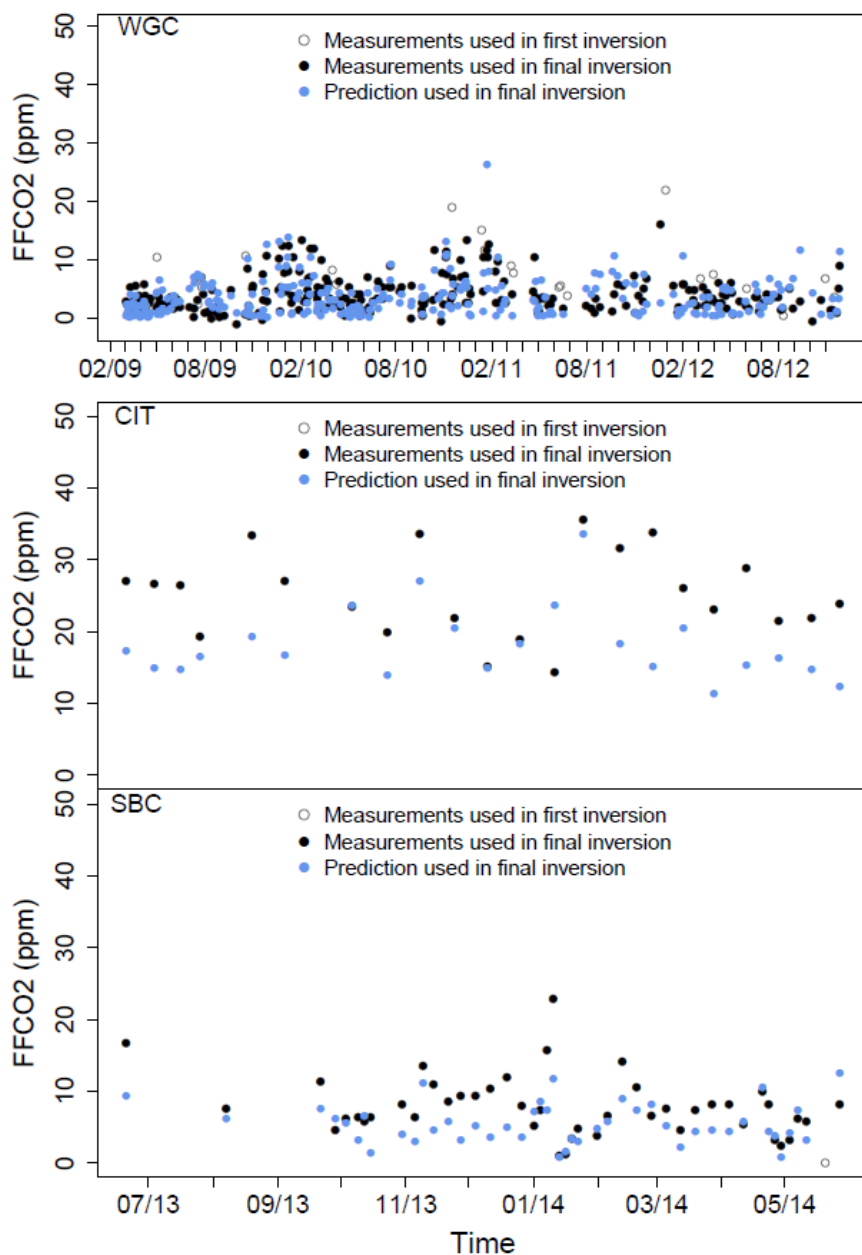 WGC
Measurements used in first inversion
Measurements used in final inversion
Prediction used in final inversion
FFCO2 (ppm)
50
40
30
20
10
0
02/09 08/09 02/10 08/10 02/11 08/11 02/12 08/12
CIT
Measurements used in first inversion
Measurements used in final inversion
Prediction used in final inversion
FFCO2 (ppm)
50
40
30
20
10
0
SBC
Measurements used in first inversion
Measurements used in final inversion
Prediction used in final inversion
FFCO2 (ppm)
50
40
30
20
10
0
07/13 09/13 11/13 01/14 03/14 05/14
Time